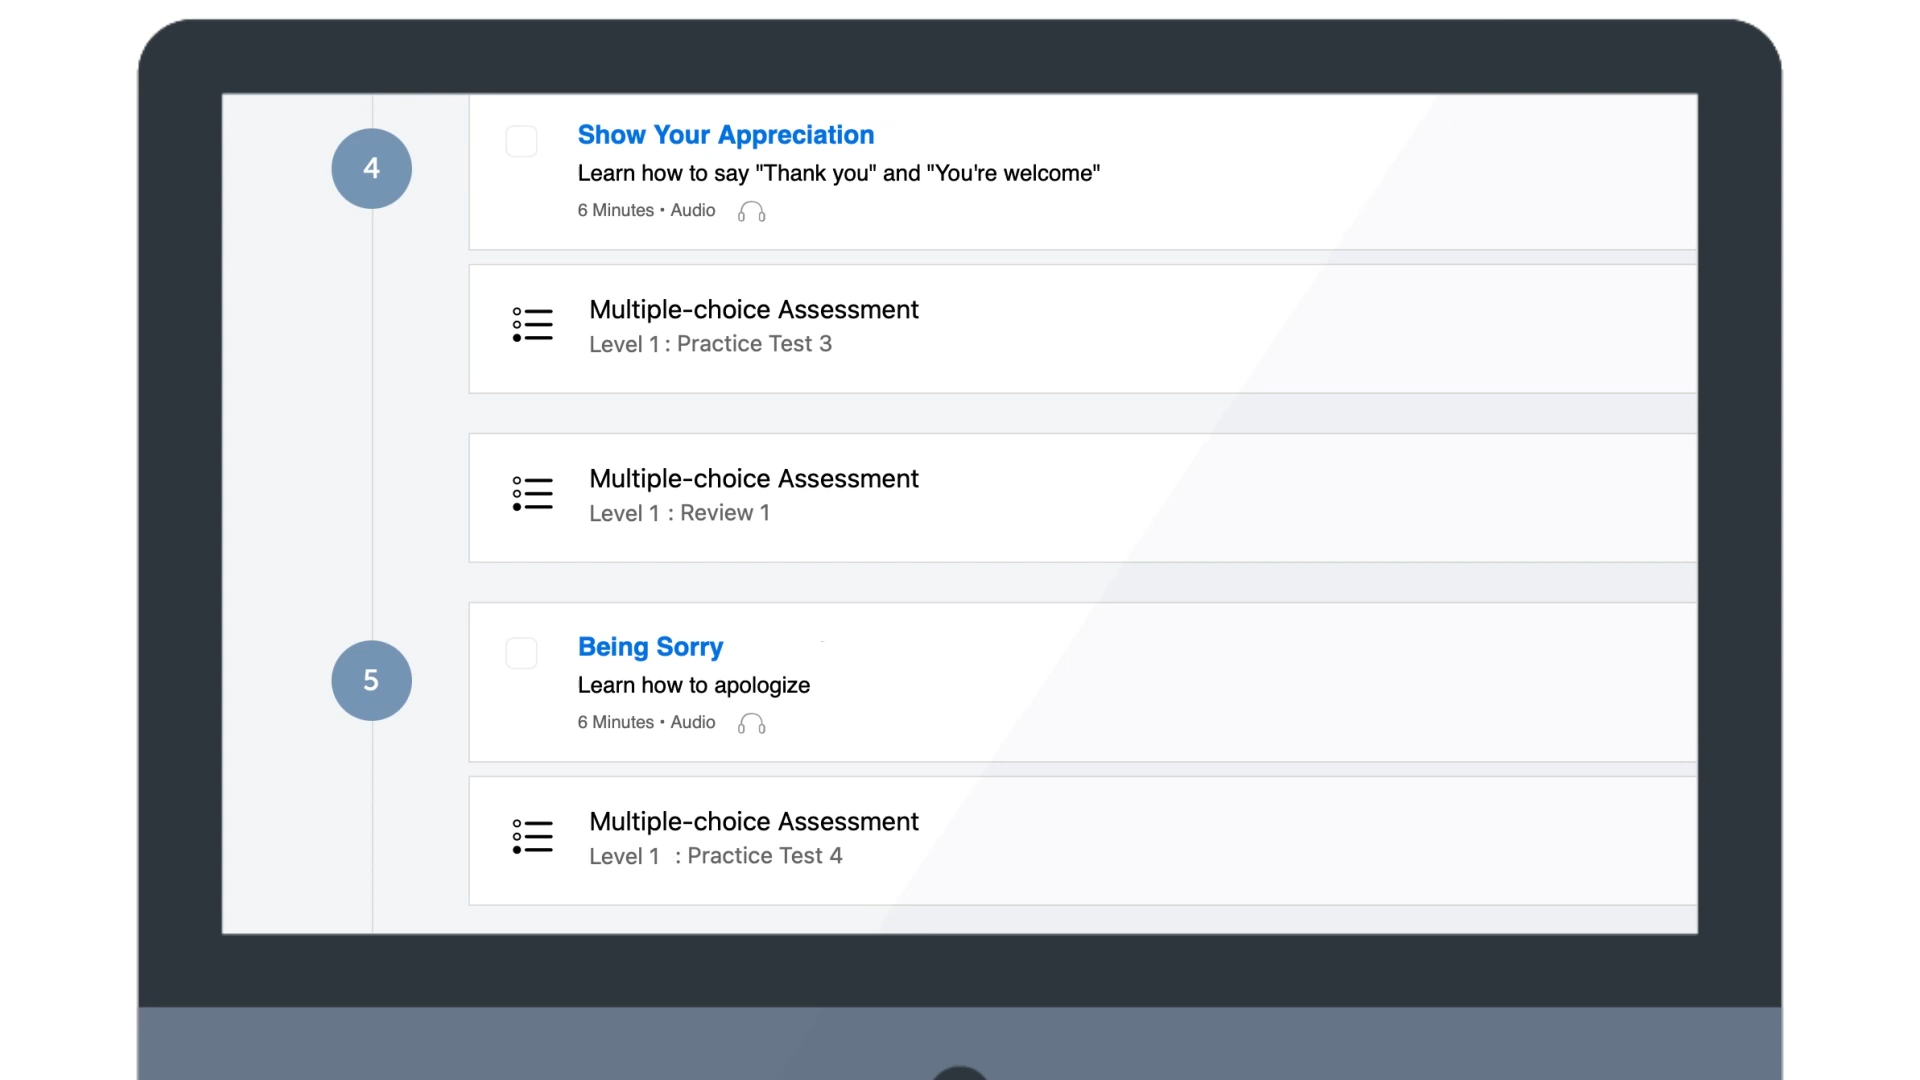 4
Show Your Appreciation
Learn how to say "Thank you" and "You're welcome"
6 Minutes • Audio
Multiple-choice Assessment
Level 1 : Practice Test 3
Multiple-choice Assessment
Level 1 : Review 1
5
Being Sorry
Learn how to apologize
6 Minutes • Audio
Multiple-choice Assessment
Level 1 : Practice Test 4